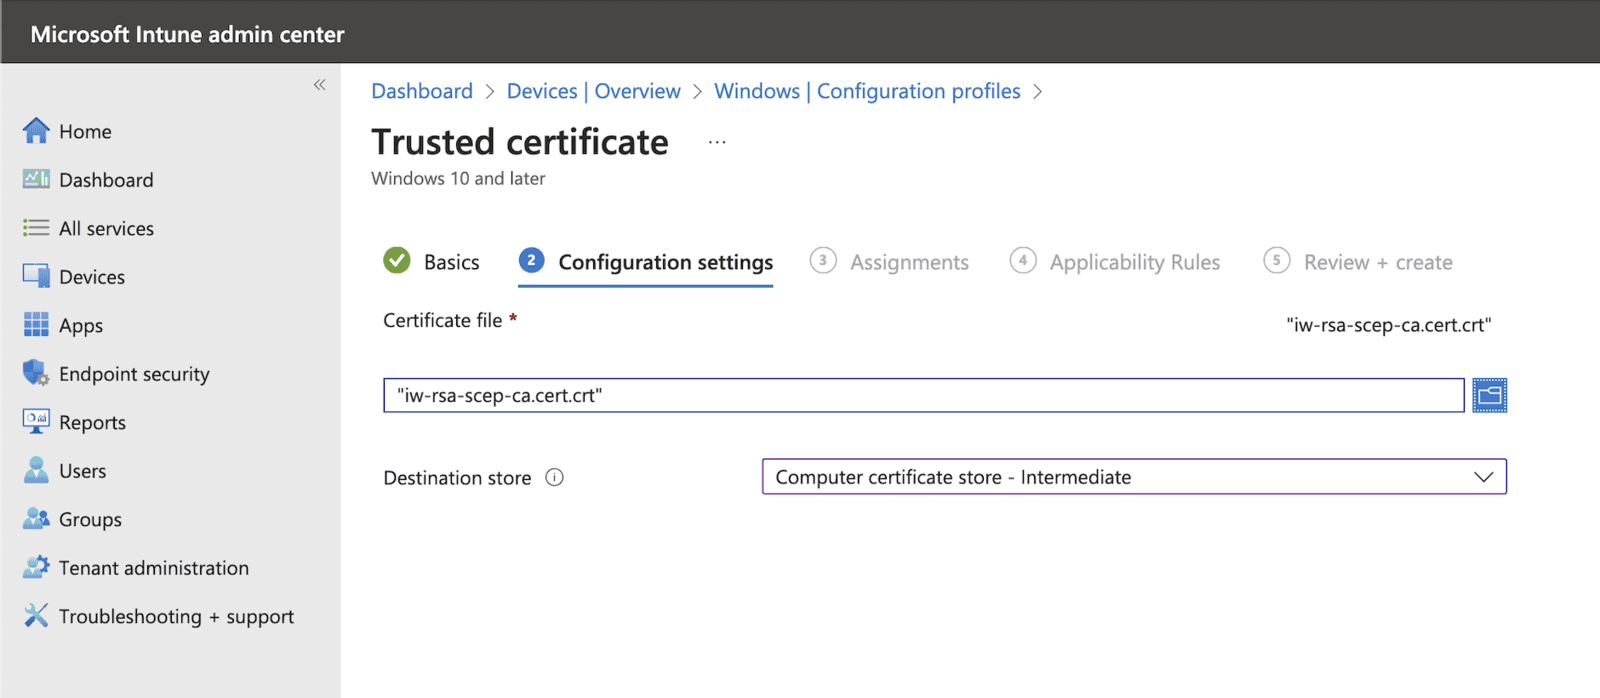 Microsoft Intune admin center
«
Home
Dashboard
All services
Devices
Apps
Endpoint security
Reports
Users
Groups
Tenant administration
Troubleshooting + support
Dashboard > Devices | Overview > Windows | Configuration profiles >
Trusted certificate ...
Windows 10 and later
Basics 2 Configuration settings 3 Assignments 4 Applicability Rules 5 Review + create
Certificate file * "iw-rsa-scep-ca.cert.crt"
"iw-rsa-scep-ca.cert.crt"
Destination store i Computer certificate store - Intermediate